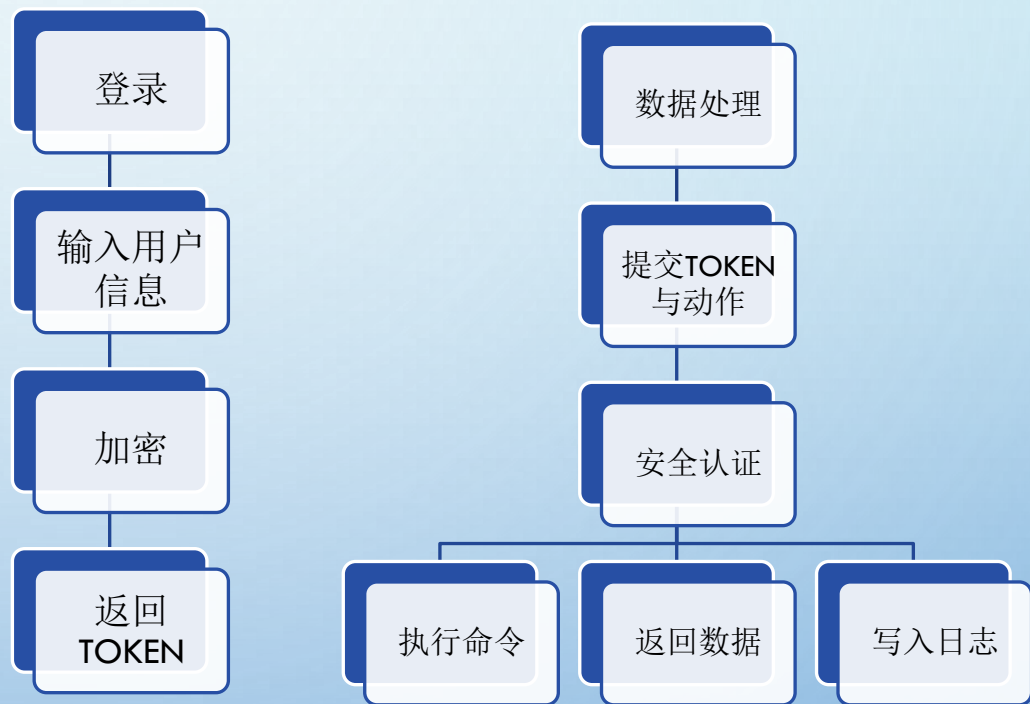 登录
输入用户
信息
加密
返回
TOKEN
数据处理
提交TOKEN
与动作
安全认证
执行命令
返回数据
写入日志